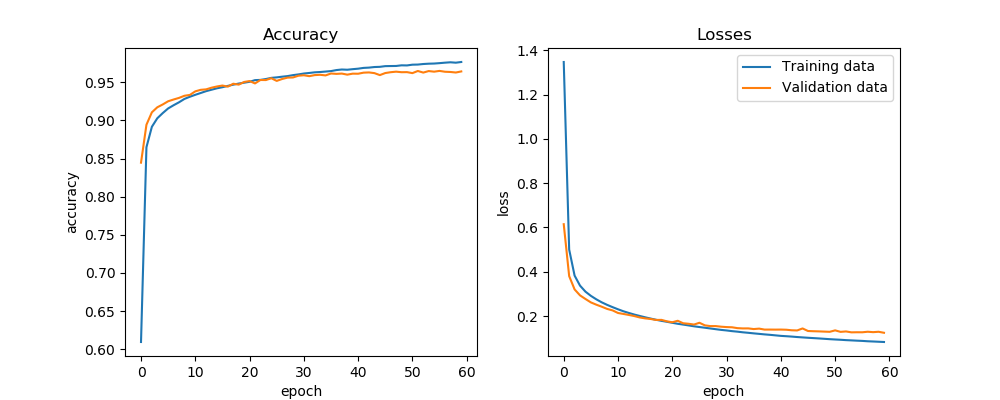 Accuracy
accuracy
0.95
0.90
0.85
0.80
0.75
0.70
0.65
0.60
0 10 20 30 40 50 60
epoch
Losses
loss
1.4
1.2
1.0
0.8
0.6
0.4
0.2
Training data
Validation data
0 10 20 30 40 50 60
epoch